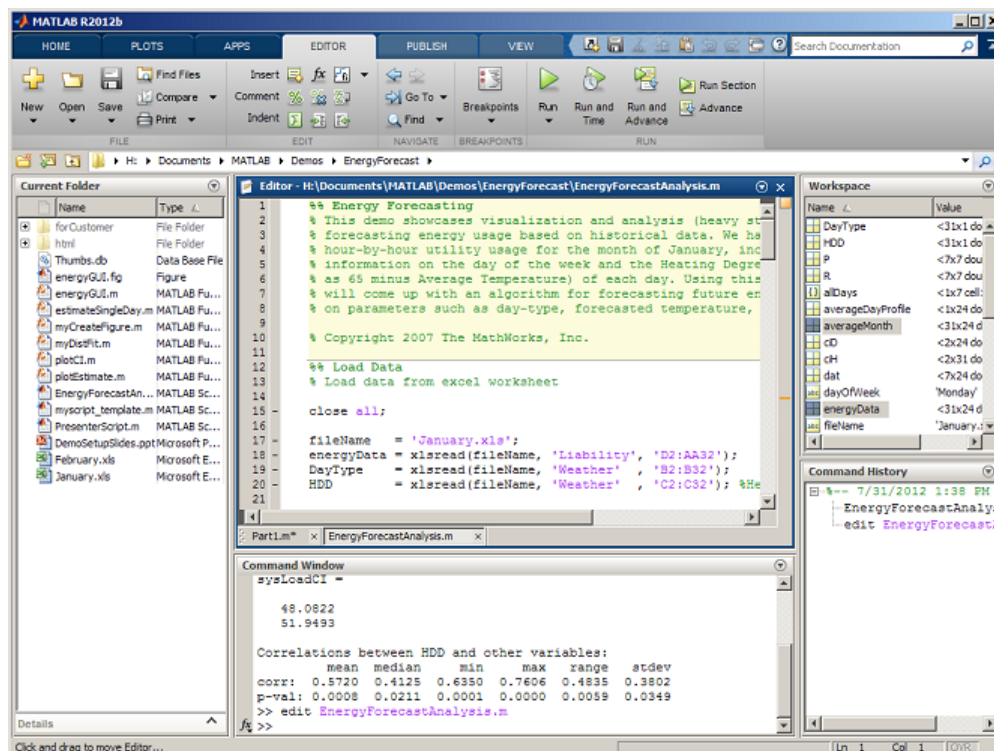 MATLAB R2012b
HOME PLOTS APPS EDITOR PUBLISH VIEW Search Documentation
New Open Save Find Files Compare Print
FILE
Insert fx
Comment
Indent
EDIT
Go To
Find
NAVIGATE
Breakpoints
BREAKPOINTS
Run Run and Time Run and Advance Run Section Advance
RUN
H: Documents MATLAB Demos EnergyForecast
Current Folder
Name Type
forCustomer File Folder
html File Folder
Thumbs.db Data Base File
energyGUI.fig Figure
energyGUI.m MATLAB Fu...
estimateSingleDay.m MATLAB Fu...
myCreateFigure.m MATLAB Fu...
myDistFit.m MATLAB Fu...
plotCI.m MATLAB Fu...
plotEstimate.m MATLAB Fu...
EnergyForecastAn... MATLAB Sc...
myscript_template.m MATLAB Sc...
PresenterScript.m MATLAB Sc...
DemoSetupSlides.ppt Microsoft P...
February.xls Microsoft E...
January.xls Microsoft E...
Details
Editor - H:\Documents\MATLAB\Demos\EnergyForecast\EnergyForecastAnalysis.m
1 %% Energy Forecasting
2 % This demo showcases visualization and analysis (heavy st
3 % forecasting energy usage based on historical data. We ha
4 % hour-by-hour utility usage for the month of January, inc
5 % information on the day of the week and the Heating Degre
6 % as 65 minus Average Temperature) of each day. Using this
7 % will come up with an algorithm for forecasting future en
8 % on parameters such as day-type, forecasted temperature,
9
10 % Copyright 2007 The MathWorks, Inc.
11
12 %% Load Data
13 % Load data from excel worksheet
14
15 - close all;
16
17 - fileName = 'January.xls';
18 - energyData = xlsread(fileName, 'Liability', 'D2:AA32');
19 - DayType = xlsread(fileName, 'Weather' , 'B2:B32');
20 - HDD = xlsread(fileName, 'Weather' , 'C2:C32'); %He
21
Part1.m* × EnergyForecastAnalysis.m ×
Command Window
sysLoadCI =
48.0822
51.9493
Correlations between HDD and other variables:
mean median min max range stdev
corr: 0.5720 0.4125 0.6350 0.7606 0.4835 0.3802
p-val: 0.0008 0.0211 0.0001 0.0000 0.0059 0.0349
>> edit EnergyForecastAnalysis.m
fx >>
Workspace
Name Value
DayType <31x1 do
HDD <31x1 do
P <7x7 dou
R <7x7 dou
allDays <1x7 cell:
averageDayProfile <1x24 do
averageMonth <31x24 d
ciD <2x24 do
ciH <2x31 do
dat <7x24 do
dayOfWeek 'Monday'
energyData <31x24 d
fileName 'January.:
Command History
%-- 7/31/2012 1:38 PM
EnergyForecastAnalys
edit EnergyForecast
Click and drag to move Editor...
Ln 1 Col 1 OVR